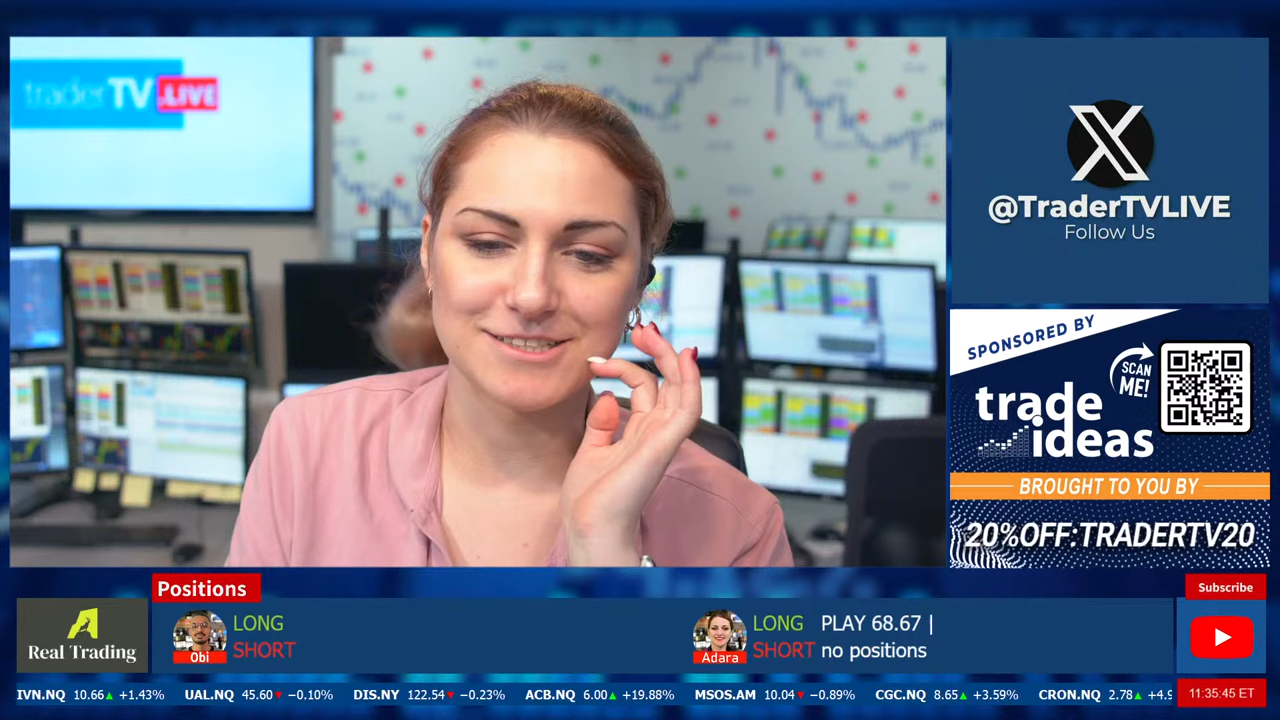 traderTV.LIVE
@TraderTVLIVE
Follow Us
SPONSORED BY
SCAN
ME!
trade
ideas
BROUGHT TO YOU BY
20%OFF:TRADERTV20
Positions
Subscribe
Real Trading
Obi
LONG
SHORT
Adara
LONG PLAY 68.67 |
SHORT no positions
IVN.NQ 10.66▲ +1.43% UAL.NQ 45.60▼ −0.10% DIS.NY 122.54▼ −0.23% ACB.NQ 6.00▲ +19.88% MSOS.AM 10.04▼ −0.89% CGC.NQ 8.65▲ +3.59% CRON.NQ 2.78▲ +4.9
11:35:45 ET